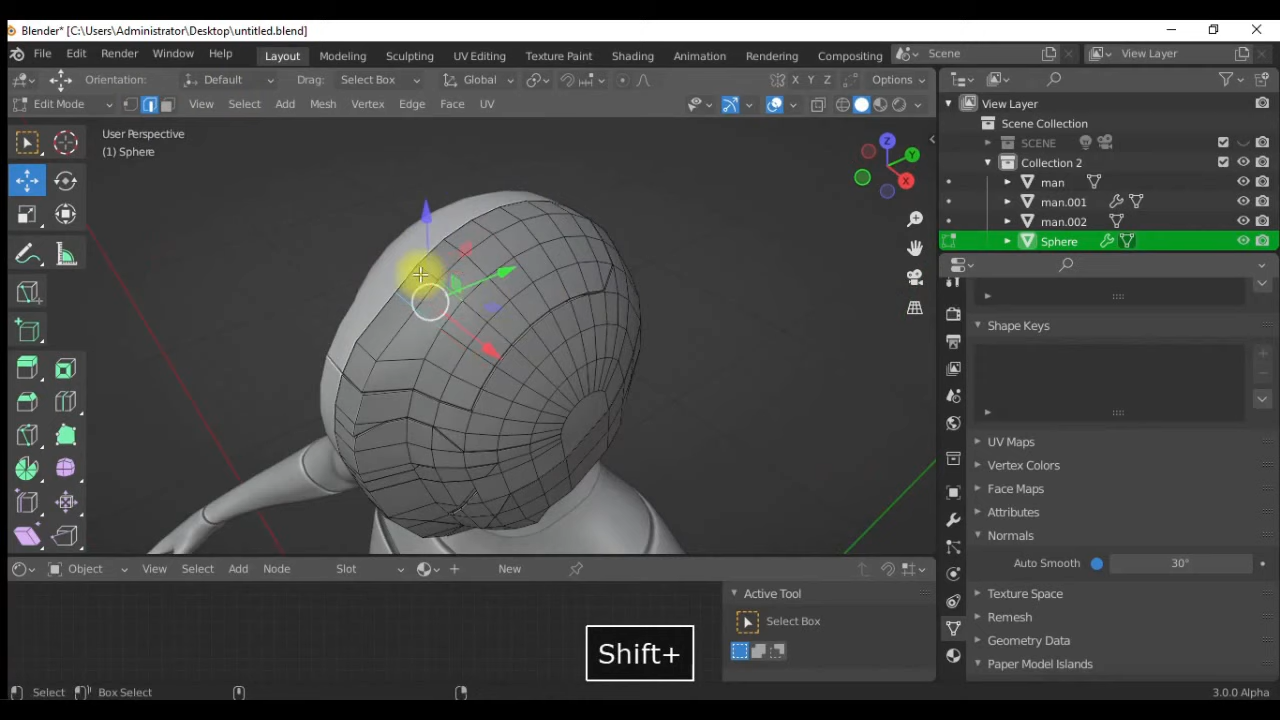 Blender* [C:\Users\Administrator\Desktop\untitled.blend]
File Edit Render Window Help Layout Modeling Sculpting UV Editing Texture Paint Shading Animation Rendering Compositing Scene View Layer
Orientation: Default Drag: Select Box Global X Y Z Options
Edit Mode View Select Add Mesh Vertex Edge Face UV
User Perspective
(1) Sphere
Z
Y
X
View Layer
Scene Collection
SCENE
Collection 2
man
man.001
man.002
Sphere
Shape Keys
UV Maps
Vertex Colors
Face Maps
Attributes
Normals
Auto Smooth 30°
Texture Space
Remesh
Geometry Data
Paper Model Islands
Object View Select Add Node Slot New
Active Tool
Select Box
Shift+
Select Box Select 3.0.0 Alpha